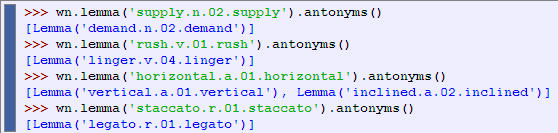 >>> wn.lemma('supply.n.02.supply').antonyms()
[Lemma('demand.n.02.demand')]
>>> wn.lemma('rush.v.01.rush').antonyms()
[Lemma('linger.v.04.linger')]
>>> wn.lemma('horizontal.a.01.horizontal').antonyms()
[Lemma('vertical.a.01.vertical'), Lemma('inclined.a.02.inclined')]
>>> wn.lemma('staccato.r.01.staccato').antonyms()
[Lemma('legato.r.01.legato')]